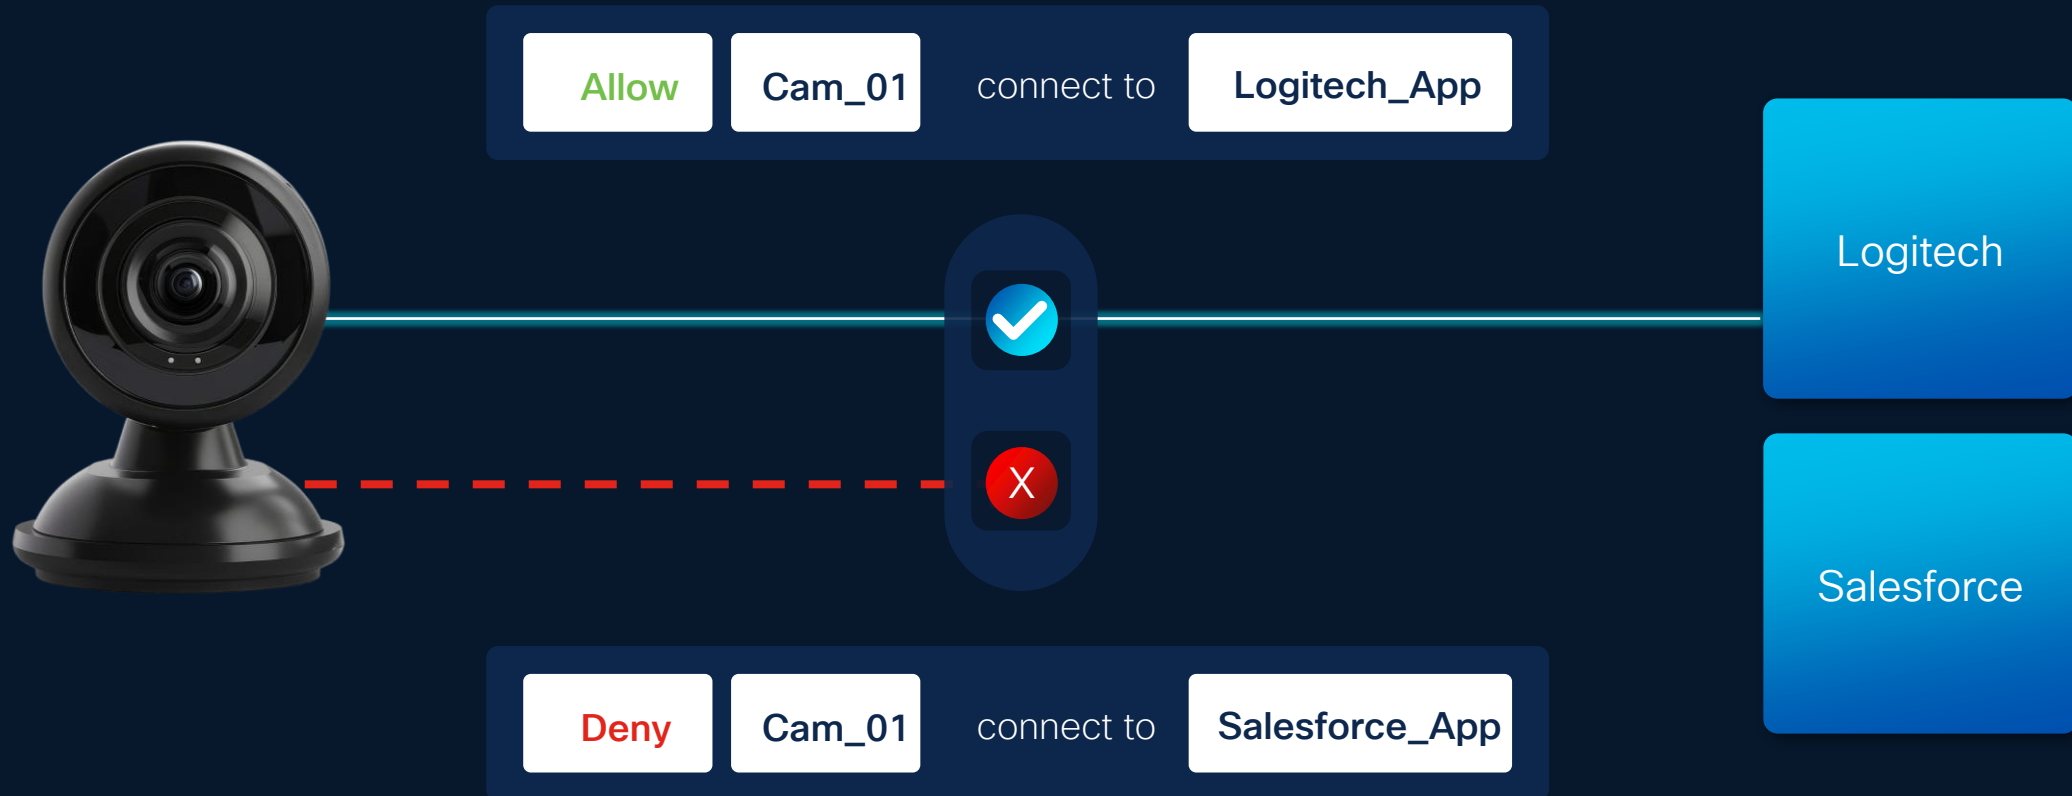 Allow Cam_01 connect to Logitech_App
Logitech
X
Salesforce
Deny Cam_01 connect to Salesforce_App